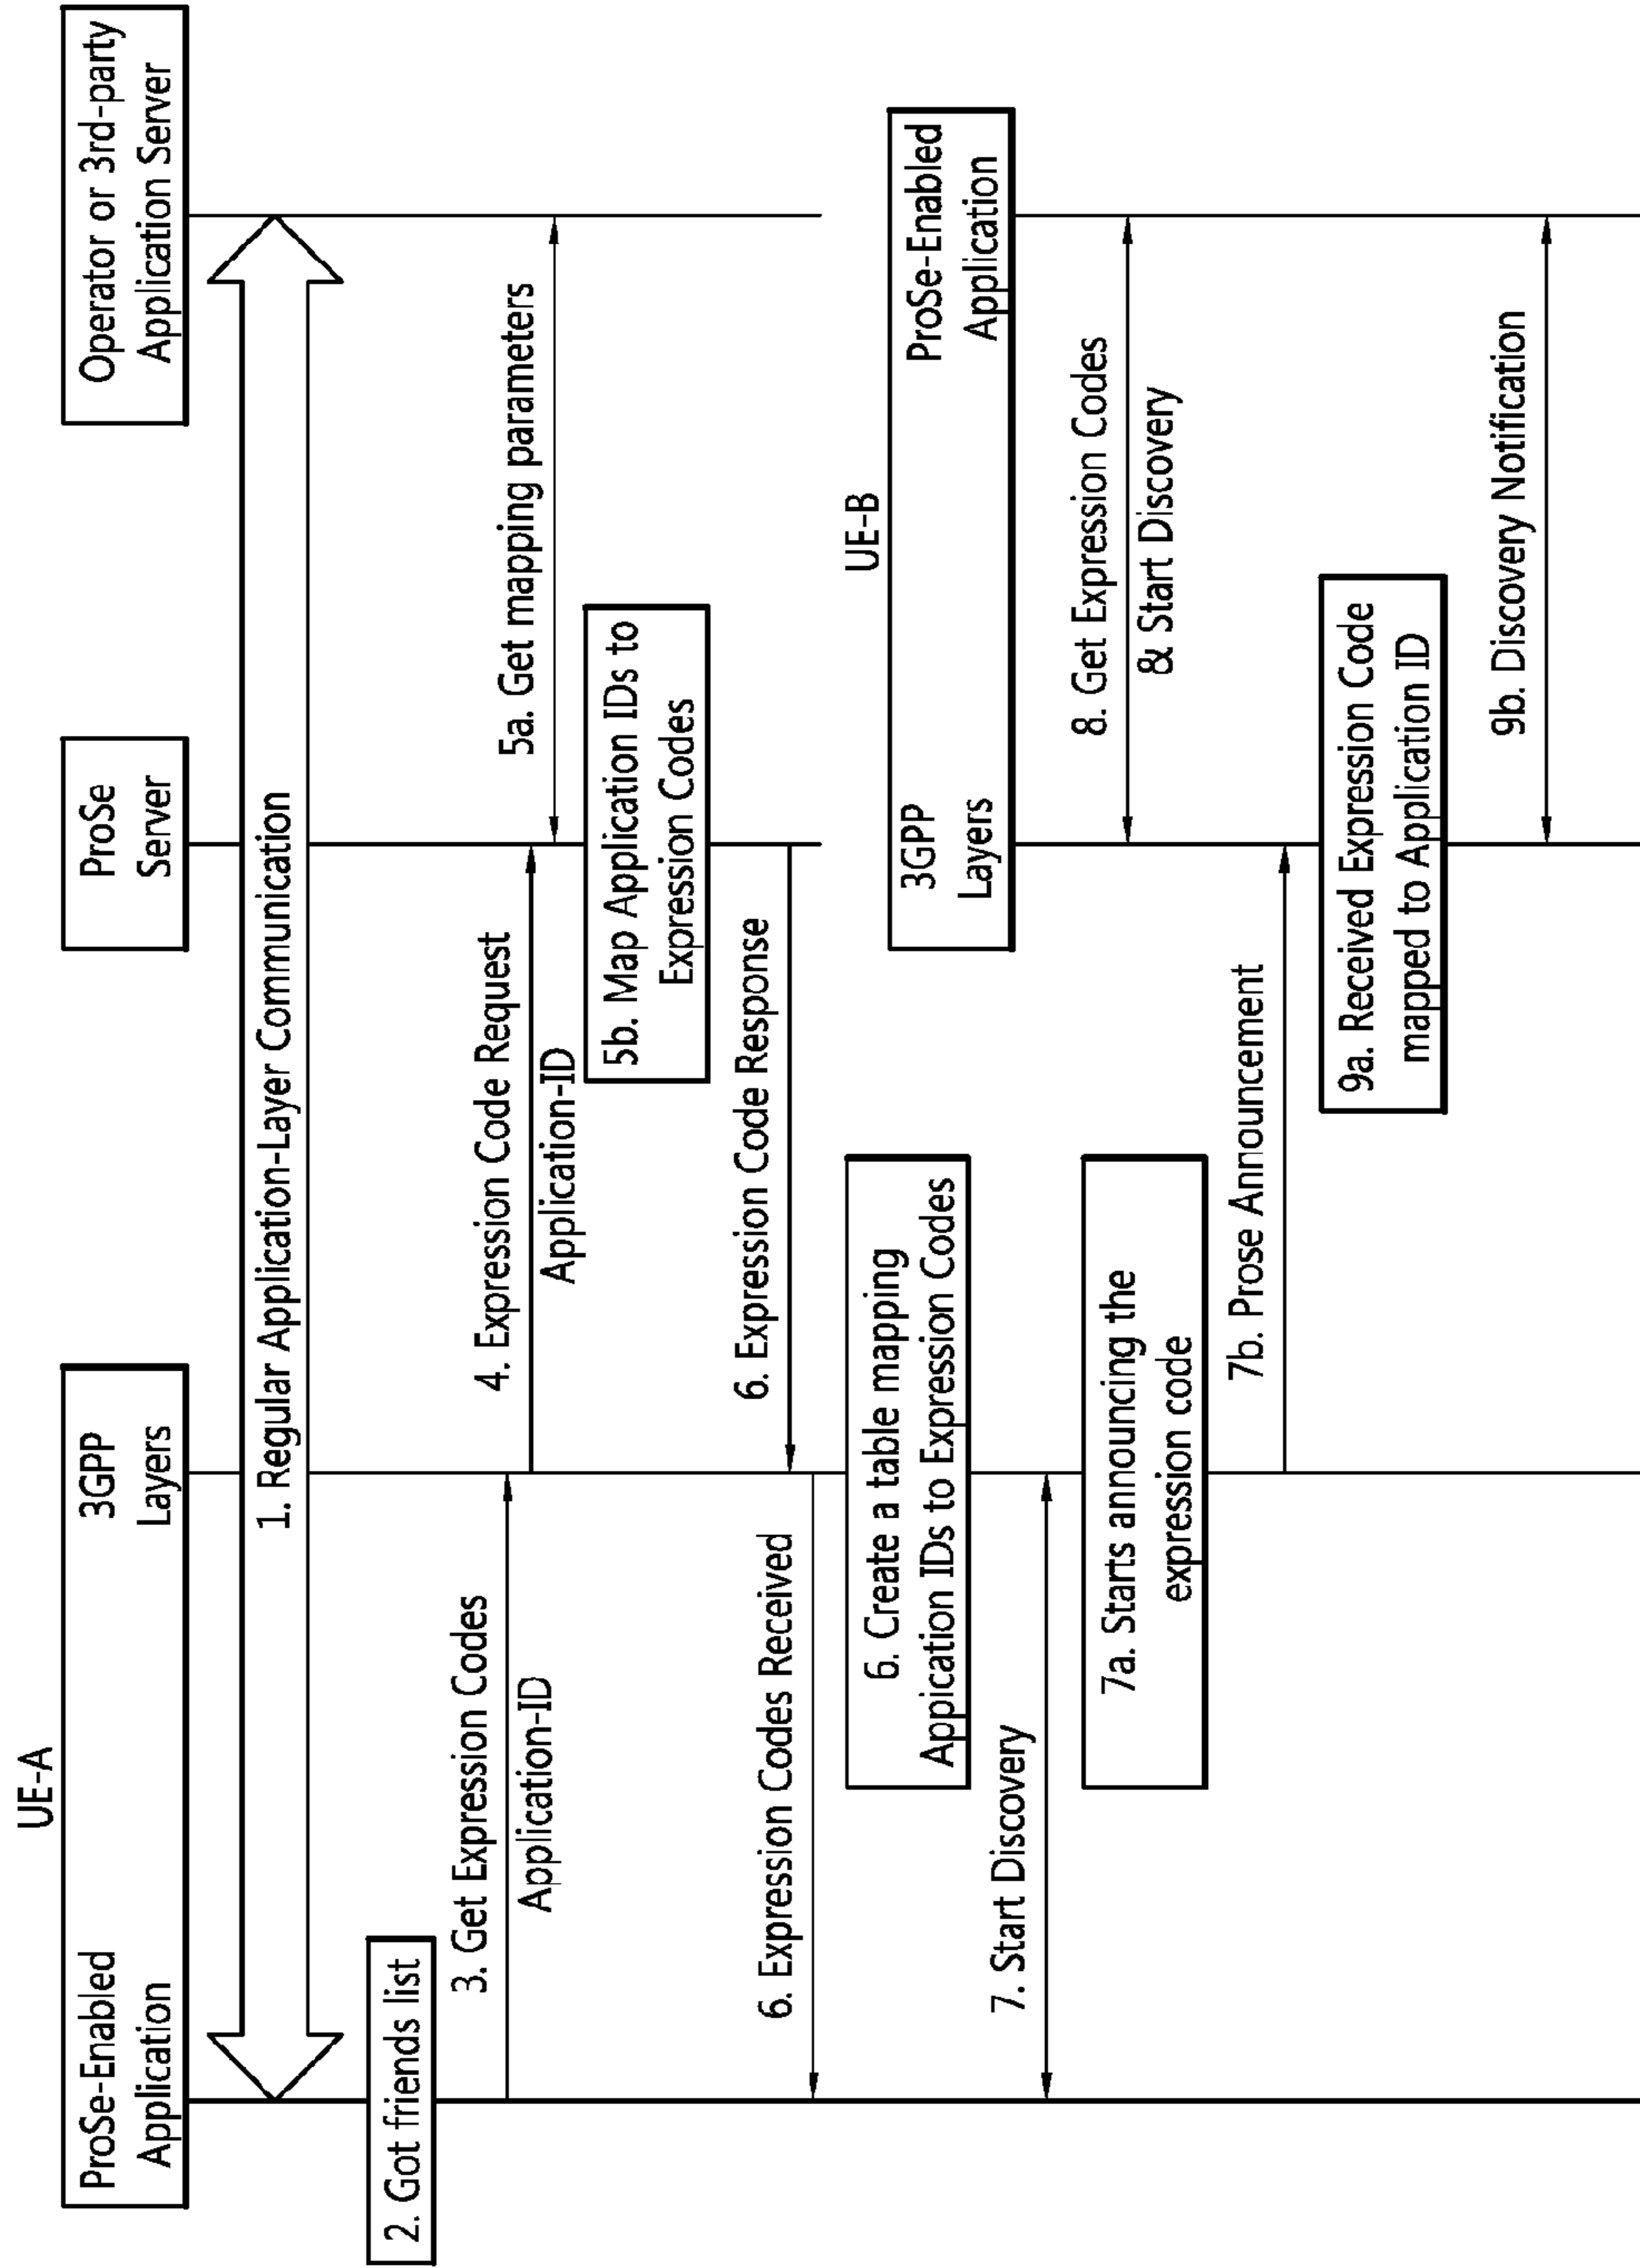 UE-A
ProSe-Enabled
Application
3GPP
Layers
ProSe
Server
Operator or 3rd-party
Application Server
1. Regular Application-Layer Communication
2. Got friends list
3. Get Expression Codes
Application-ID
4. Expression Code Request
Application-ID
5a. Get mapping parameters
5b. Map Application IDs to
Expression Codes
6. Expression Code Response
6. Expression Codes Received
6. Create a table mapping
Appication IDs to Expression Codes
UE-B
3GPP
Layers
ProSe-Enabled
Application
7. Start Discovery
7a. Starts announcing the
expression code
8. Get Expression Codes
& Start Discovery
7b. Prose Announcement
9a. Received Expression Code
mapped to Application ID
9b. Discovery Notification